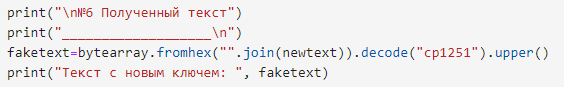 print("\n№6 Полученный текст")
print("___________________\n")
faketext=bytearray.fromhex("".join(newtext)).decode("cp1251").upper()
print("Текст с новым ключем: ", faketext)